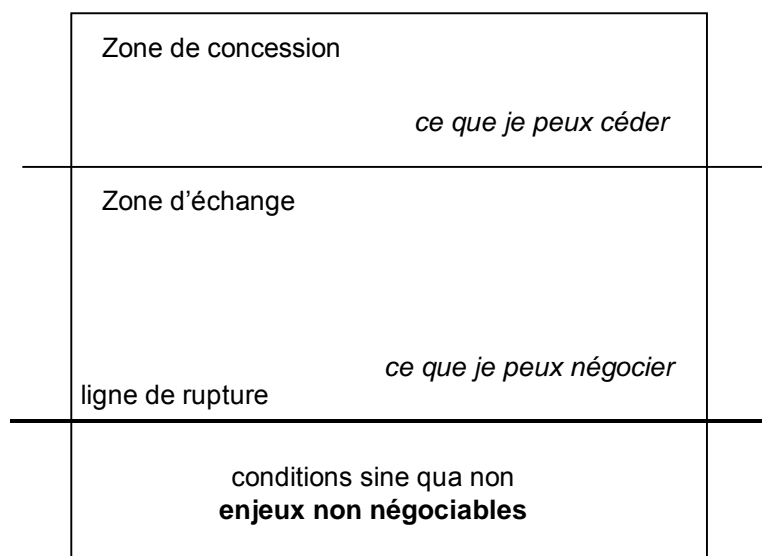 Zone de concession
ce que je peux céder
Zone d’échange
ce que je peux négocier
ligne de rupture
conditions sine qua non
enjeux non négociables